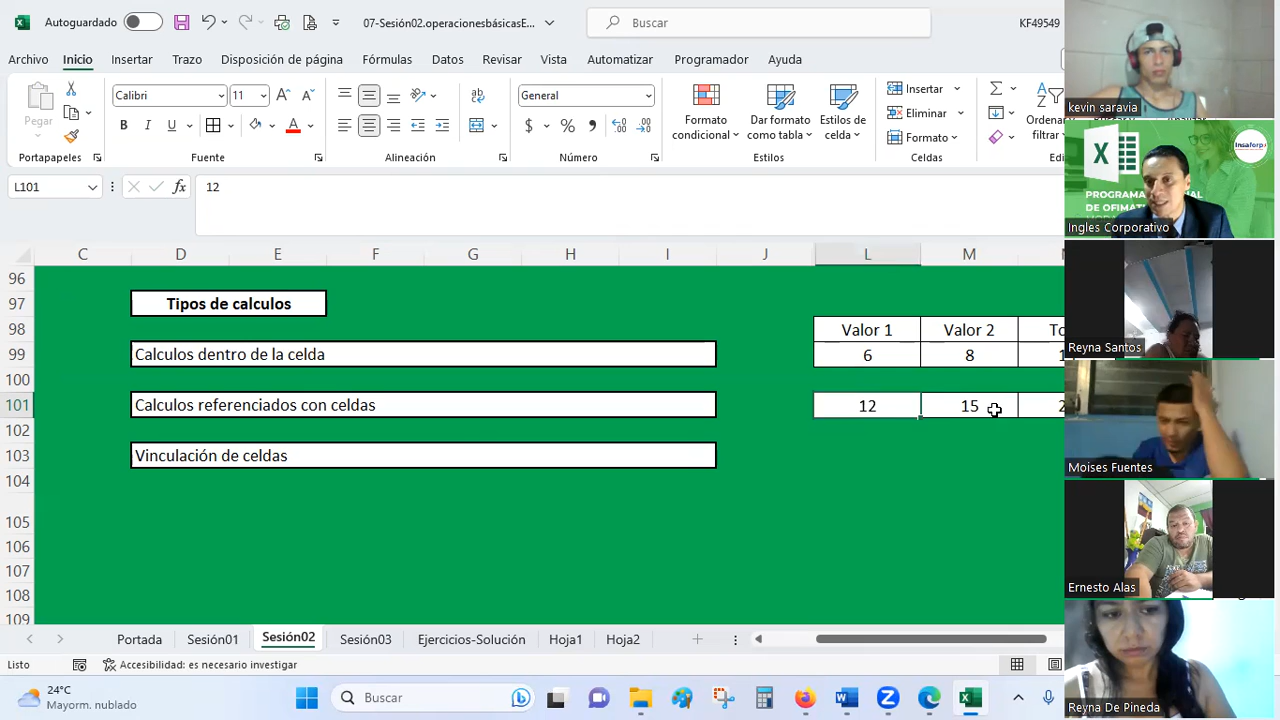 Autoguardado
07-Sesión02.operacionesbásicasE...
Buscar
KF49549
Archivo Inicio Insertar Trazo Disposición de página Fórmulas Datos Revisar Vista Automatizar Programador Ayuda
Pegar
Portapapeles
Calibri 11
N K S
Fuente
Alineación
General
$ % 000
Número
Formato condicional
Dar formato como tabla
Estilos de celda
Estilos
Insertar
Eliminar
Formato
Celdas
L101
fx
12
C D E F G H I J L M
96
97 Tipos de calculos
98 Valor 1 Valor 2
99 Calculos dentro de la celda 6 8
100
101 Calculos referenciados con celdas 12 15
102
103 Vinculación de celdas
104
105
106
107
108
109
Portada Sesión01 Sesión02 Sesión03 Ejercicios-Solución Hoja1 Hoja2
Listo
Accesibilidad: es necesario investigar
24°C
Mayorm. nublado
Buscar
kevin saravia
Insaforp
PROGRAMA
DE OFIMATI
Ingles Corporativo
Reyna Santos
Moises Fuentes
Ernesto Alas
Reyna De Pineda